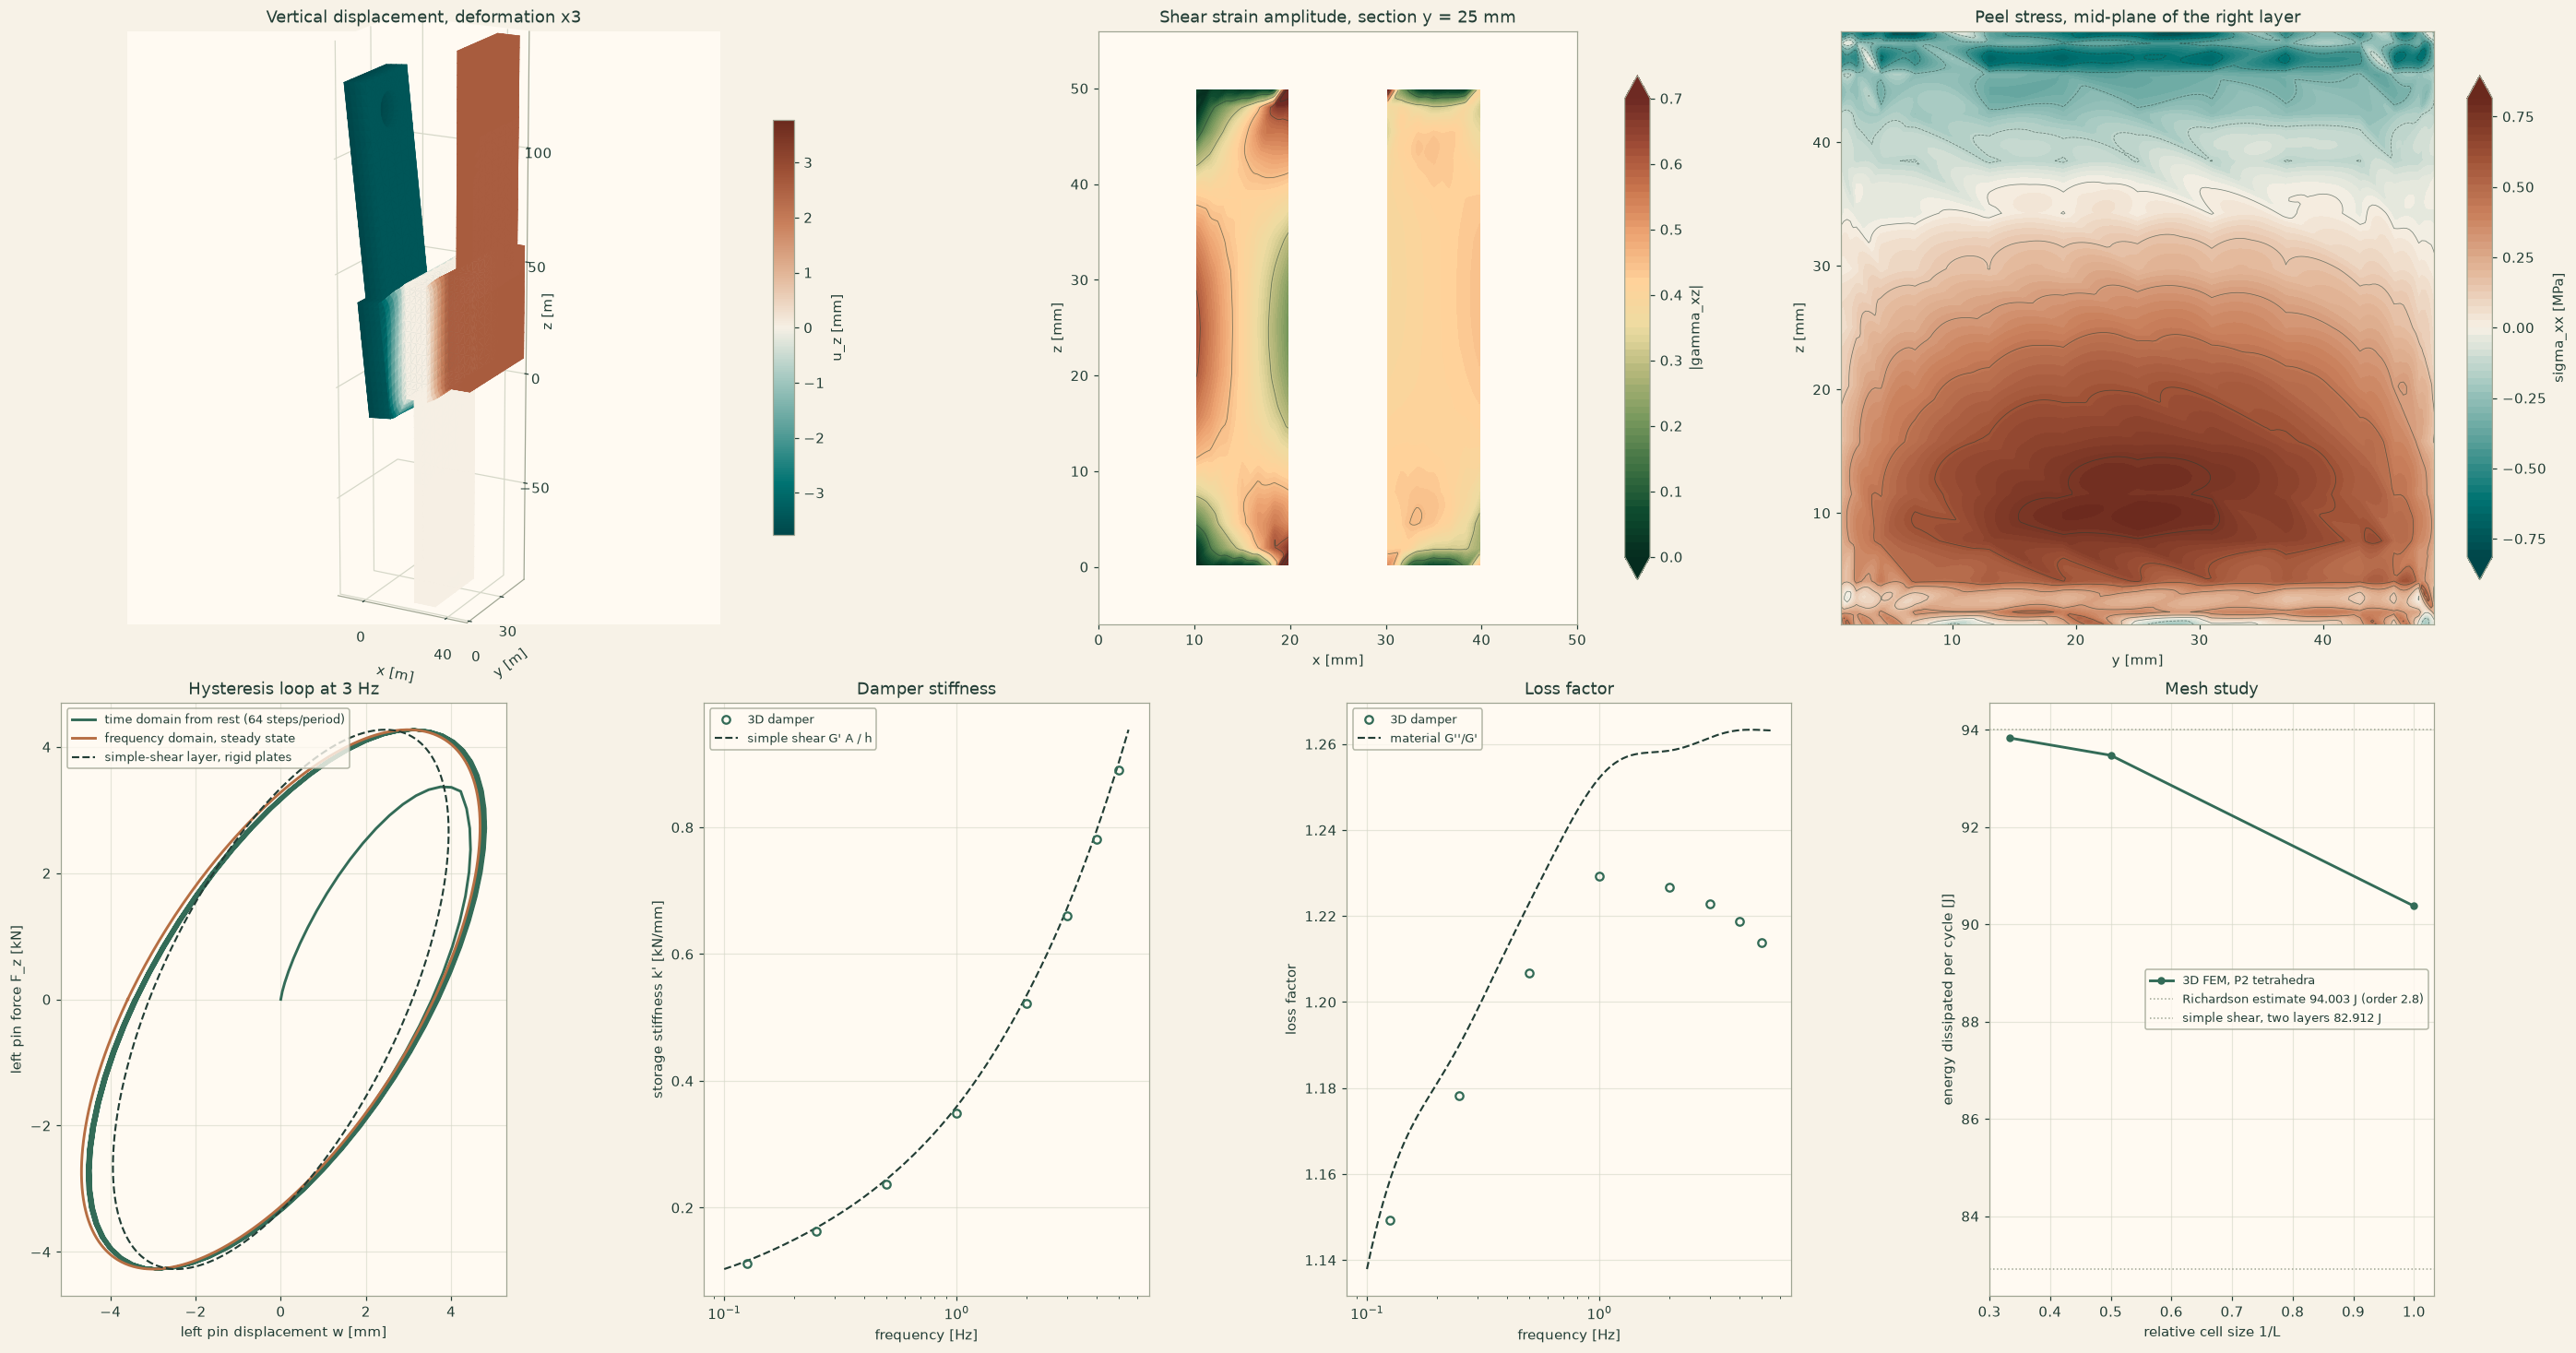 Vertical displacement, deformation x3
100
50
0
−50
z [m]
0
40
x [m]
0
30
y [m]
3
2
1
0
−1
−2
−3
u_z [mm]
Shear strain amplitude, section y = 25 mm
50
40
30
20
10
0
z [mm]
0 10 20 30 40 50
x [mm]
0.7
0.6
0.5
0.4
0.3
0.2
0.1
0.0
|gamma_xz|
Peel stress, mid-plane of the right layer
40
30
20
10
z [mm]
10 20 30 40
y [mm]
0.75
0.50
0.25
0.00
−0.25
−0.50
−0.75
sigma_xx [MPa]
Hysteresis loop at 3 Hz
time domain from rest (64 steps/period)
frequency domain, steady state
simple-shear layer, rigid plates
4
2
0
−2
−4
left pin force F_z [kN]
−4 −2 0 2 4
left pin displacement w [mm]
Damper stiffness
3D damper
simple shear G' A / h
0.8
0.6
0.4
0.2
storage stiffness k' [kN/mm]
10⁻¹ 10⁰
frequency [Hz]
Loss factor
3D damper
material G''/G'
1.26
1.24
1.22
1.20
1.18
1.16
1.14
loss factor
10⁻¹ 10⁰
frequency [Hz]
Mesh study
94
92
90
88
86
84
energy dissipated per cycle [J]
3D FEM, P2 tetrahedra
Richardson estimate 94.003 J (order 2.8)
simple shear, two layers 82.912 J
0.3 0.4 0.5 0.6 0.7 0.8 0.9 1.0
relative cell size 1/L